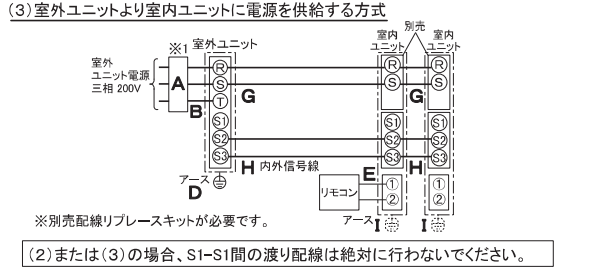 (3)室外ユニットより室内ユニットに電源を供給する方式
別売
※1 室外ユニット
室内
ユニット
室内
ユニット
室外
ユニット電源
三相 200V
A
B
R
S
T
S1
S2
S3
G
R
S
G
R
S
S1
S2
S3
S1
S2
S3
H 内外信号線
E
H
アース
D
リモコン
①
②
①
②
アース
I
I
※別売配線リプレースキットが必要です。
(2)または(3)の場合、S1-S1間の渡り配線は絶対に行わないでください。